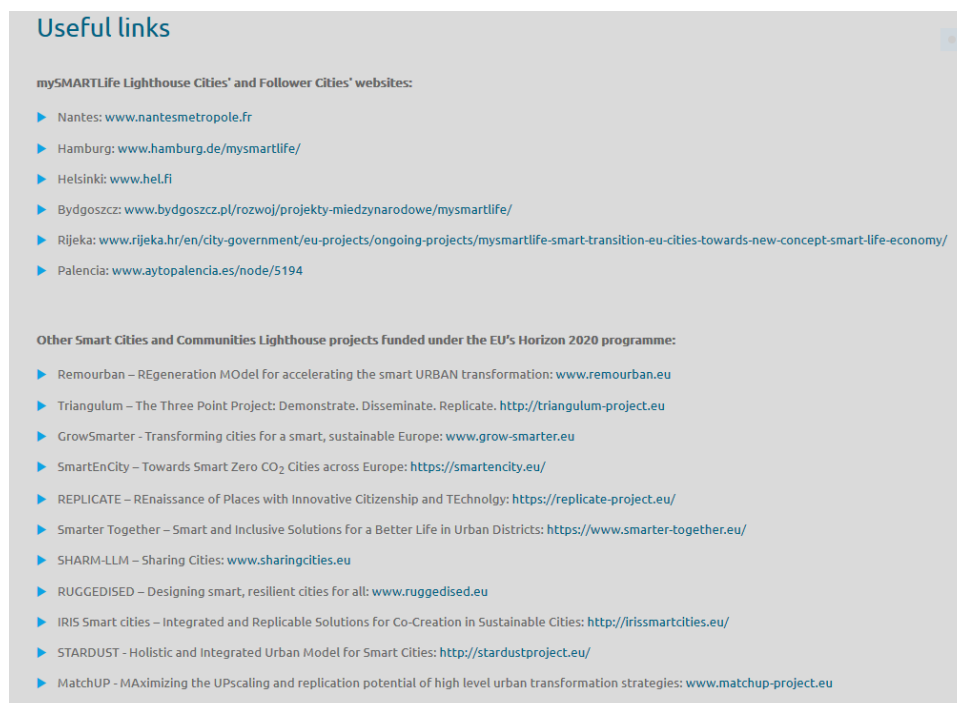 Useful links
mySMARTLife Lighthouse Cities' and Follower Cities' websites:
Nantes: www.nantesmetropole.fr
Hamburg: www.hamburg.de/mysmartlife/
Helsinki: www.hel.fi
Bydgoszcz: www.bydgoszcz.pl/rozwoj/projekty-miedzynarodowe/mysmartlife/
Rijeka: www.rijeka.hr/en/city-government/eu-projects/ongoing-projects/mysmartlife-smart-transition-eu-cities-towards-new-concept-smart-life-economy/
Palencia: www.aytopalencia.es/node/5194
Other Smart Cities and Communities Lighthouse projects funded under the EU's Horizon 2020 programme:
Remourban – REgeneration MOdel for accelerating the smart URBAN transformation: www.remourban.eu
Triangulum – The Three Point Project: Demonstrate. Disseminate. Replicate. http://triangulum-project.eu
GrowSmarter - Transforming cities for a smart, sustainable Europe: www.grow-smarter.eu
SmartEnCity – Towards Smart Zero CO₂ Cities across Europe: https://smartencity.eu/
REPLICATE – REnaissance of Places with Innovative Citizenship and TEchnolgy: https://replicate-project.eu/
Smarter Together – Smart and Inclusive Solutions for a Better Life in Urban Districts: https://www.smarter-together.eu/
SHARM-LLM – Sharing Cities: www.sharingcities.eu
RUGGEDISED – Designing smart, resilient cities for all: www.ruggedised.eu
IRIS Smart cities – Integrated and Replicable Solutions for Co-Creation in Sustainable Cities: http://irissmartcities.eu/
STARDUST - Holistic and Integrated Urban Model for Smart Cities: http://stardustproject.eu/
MatchUP - MAximizing the UPscaling and replication potential of high level urban transformation strategies: www.matchup-project.eu